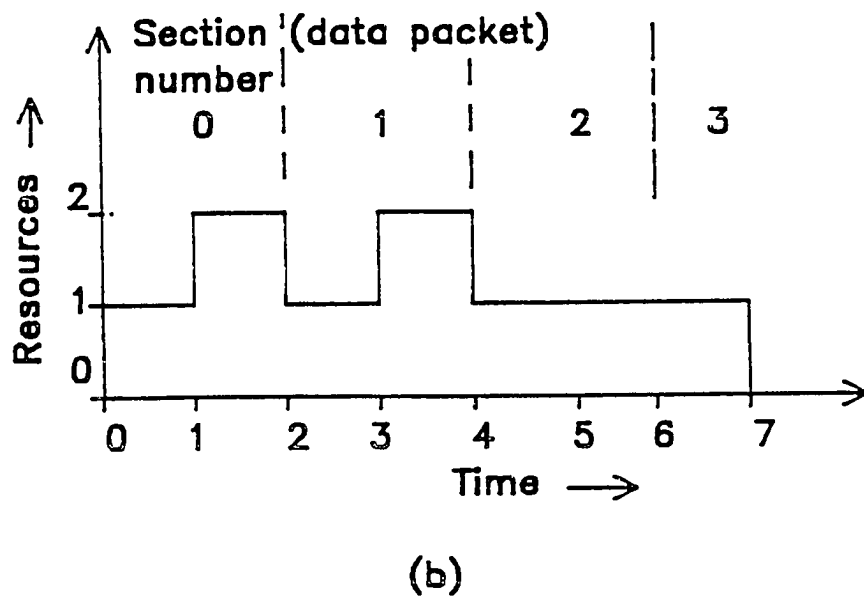 Section (data packet)
number
0 1 2 3
Resources
2
1
0
0 1 2 3 4 5 6 7
Time
(b)